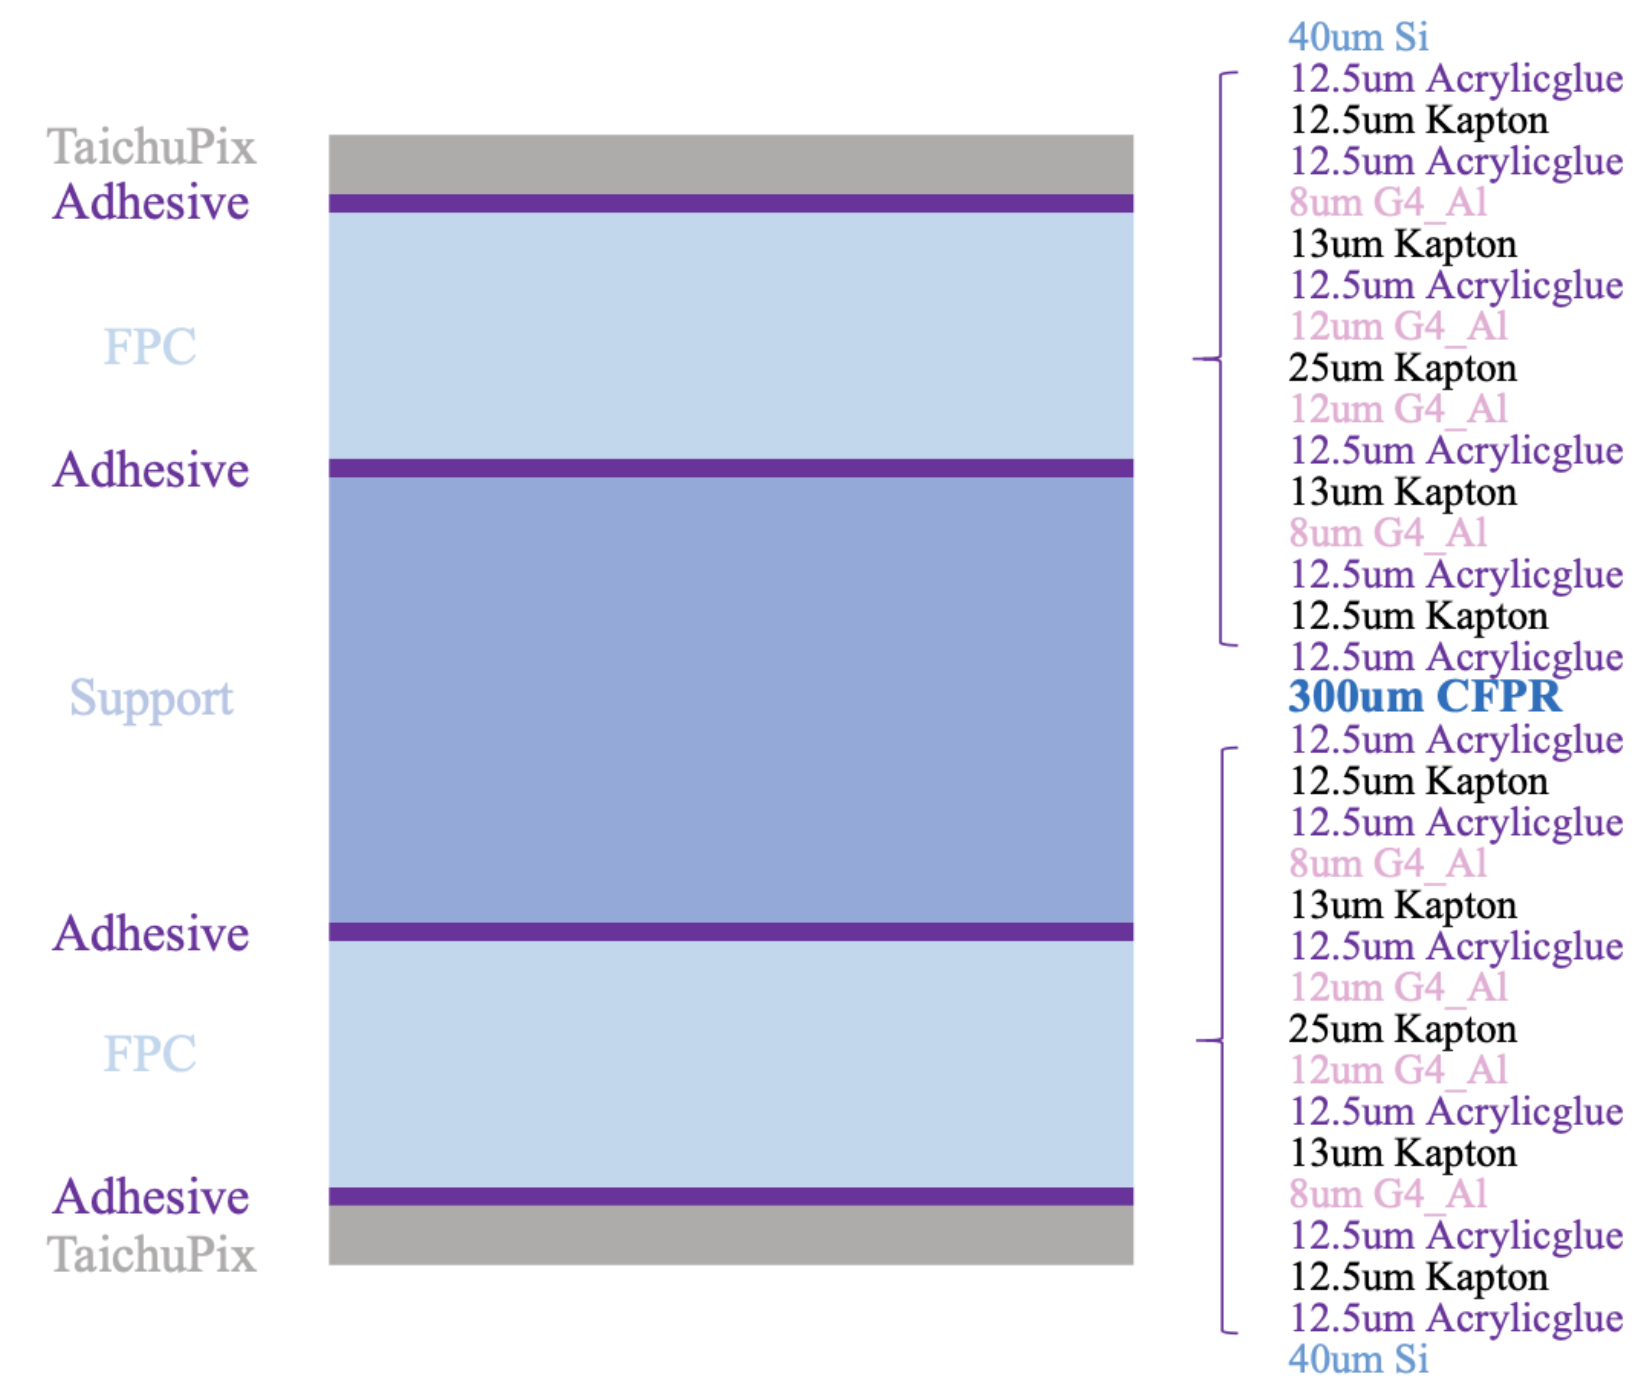 TaichuPix
Adhesive
FPC
Adhesive
Support
Adhesive
FPC
Adhesive
TaichuPix
40um Si
12.5um Acrylicglue
12.5um Kapton
12.5um Acrylicglue
8um G4_Al
13um Kapton
12.5um Acrylicglue
12um G4_Al
25um Kapton
12um G4_Al
12.5um Acrylicglue
13um Kapton
8um G4_Al
12.5um Acrylicglue
12.5um Kapton
12.5um Acrylicglue
300um CFPR
12.5um Acrylicglue
12.5um Kapton
12.5um Acrylicglue
8um G4_Al
13um Kapton
12.5um Acrylicglue
12um G4_Al
25um Kapton
12um G4_Al
12.5um Acrylicglue
13um Kapton
8um G4_Al
12.5um Acrylicglue
12.5um Kapton
12.5um Acrylicglue
40um Si